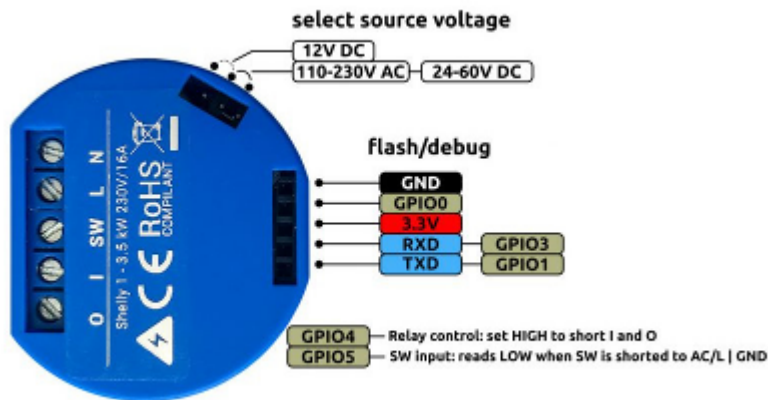 select source voltage
12V DC
110-230V AC 24-60V DC
flash/debug
GND
GPIO0
3.3V
RXD GPIO3
TXD GPIO1
O I SW L N
Shelly 1 - 3,5 kW 230V/16A
CE RoHS
COMPILANT
GPIO4 Relay control: set HIGH to short I and O
GPIO5 SW input: reads LOW when SW is shorted to AC/L | GND